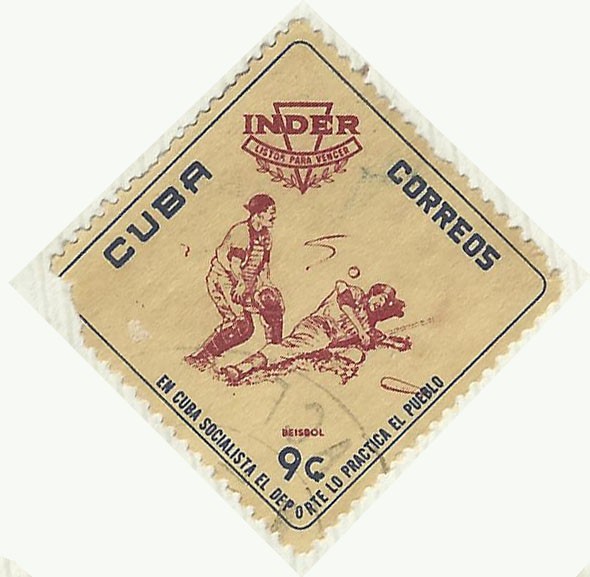 INDER
LISTOS PARA VENCER
CUBA
CORREOS
BEISBOL
9¢
EN CUBA SOCIALISTA EL DEPORTE LO PRACTICA EL PUEBLO